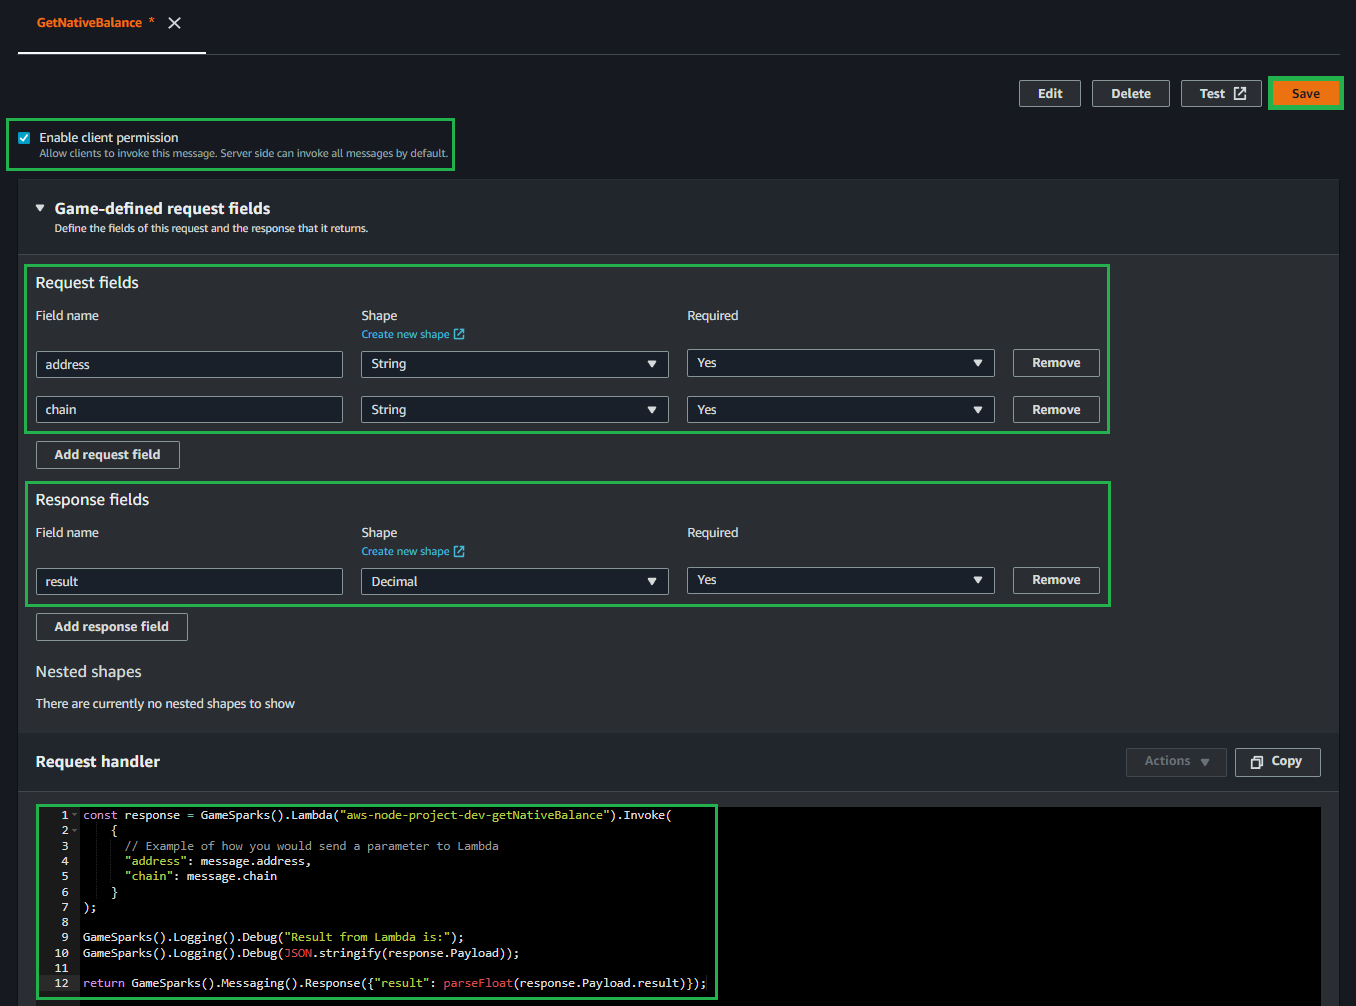 GetNativeBalance *
Edit Delete Test Save
Enable client permission
Allow clients to invoke this message. Server side can invoke all messages by default.
Game-defined request fields
Define the fields of this request and the response that it returns.
Request fields
Field name Shape Required
Create new shape
address String Yes Remove
chain String Yes Remove
Add request field
Response fields
Field name Shape Required
Create new shape
result Decimal Yes Remove
Add response field
Nested shapes
There are currently no nested shapes to show
Request handler Actions Copy
1 const response = GameSparks().Lambda("aws-node-project-dev-getNativeBalance").Invoke(
2 {
3 // Example of how you would send a parameter to Lambda
4 "address": message.address,
5 "chain": message.chain
6 }
7 );
8
9 GameSparks().Logging().Debug("Result from Lambda is:");
10 GameSparks().Logging().Debug(JSON.stringify(response.Payload));
11
12 return GameSparks().Messaging().Response({"result": parseFloat(response.Payload.result)});